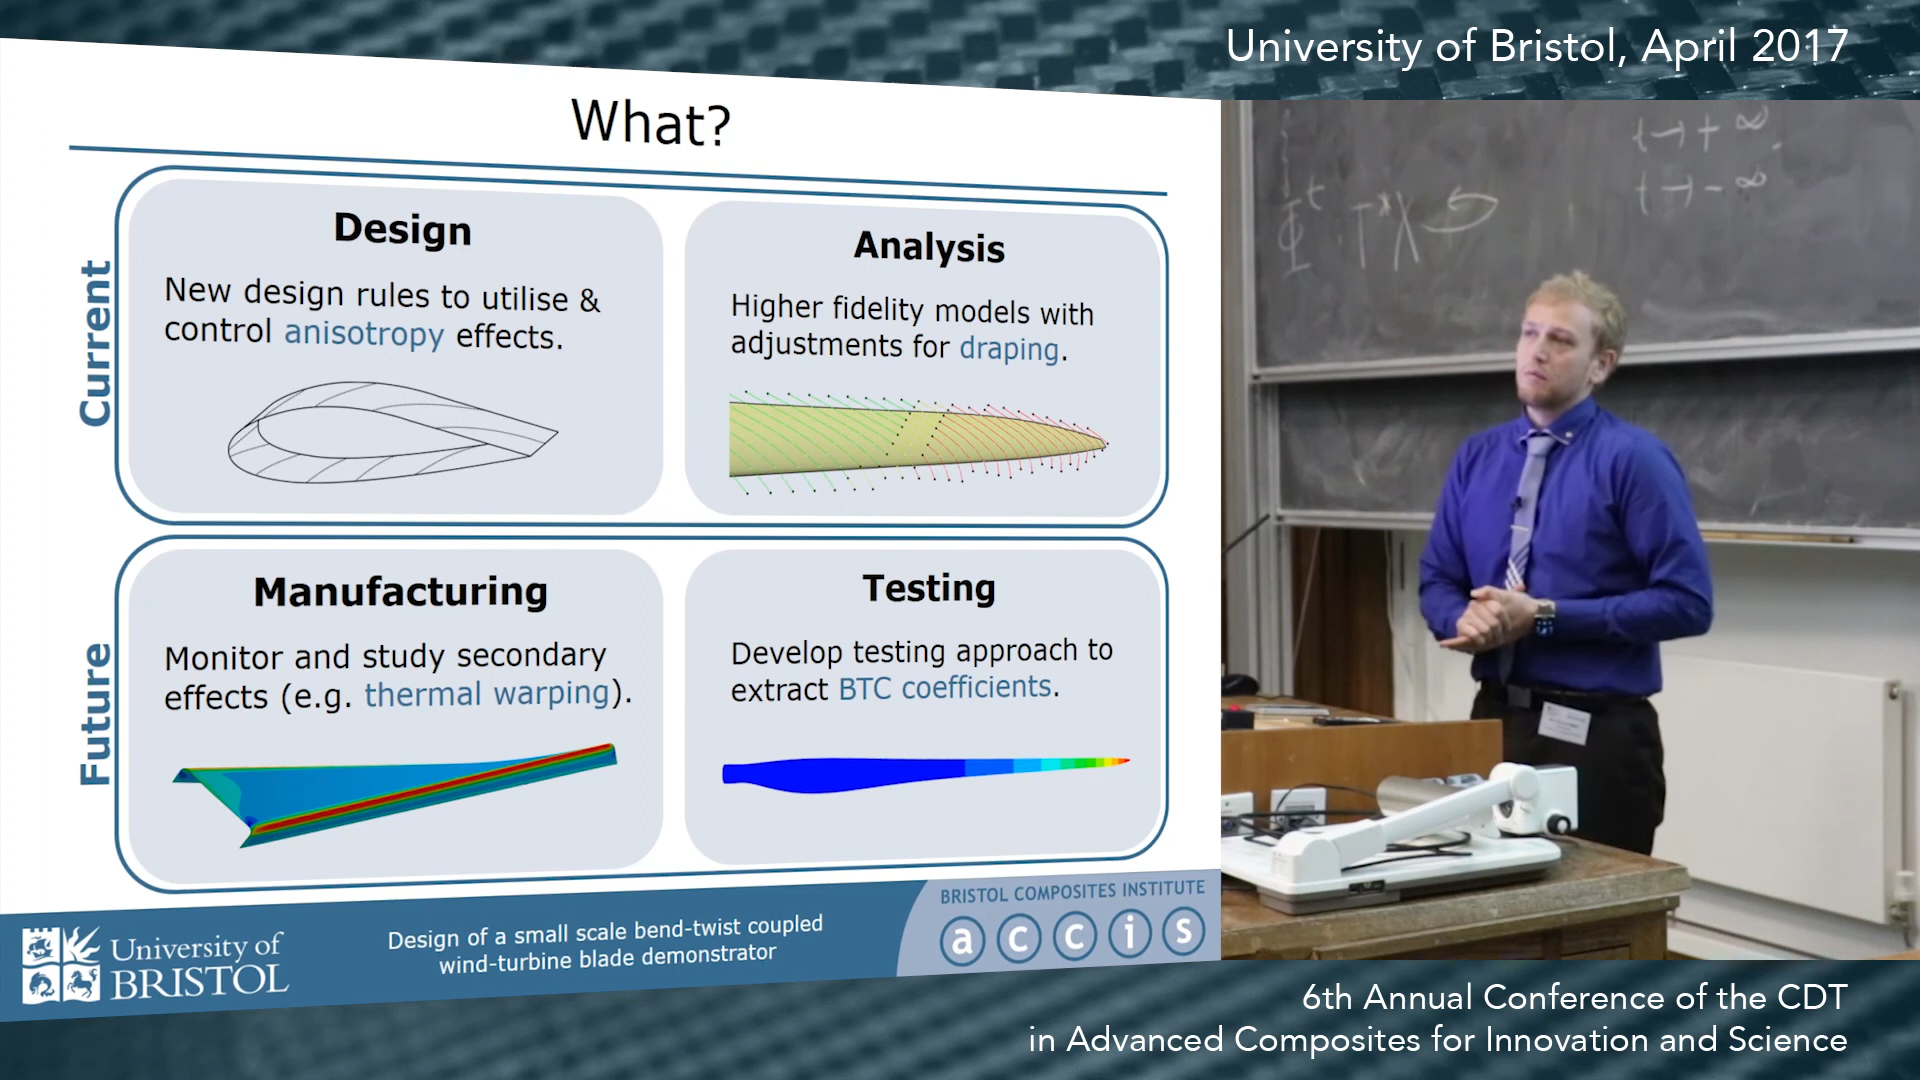 University of Bristol, April 2017
What?
Current
Design
New design rules to utilise &
control anisotropy effects.
Analysis
Higher fidelity models with
adjustments for draping.
Future
Manufacturing
Monitor and study secondary
effects (e.g. thermal warping).
Testing
Develop testing approach to
extract BTC coefficients.
University of
BRISTOL
Design of a small scale bend-twist coupled
wind-turbine blade demonstrator
BRISTOL COMPOSITES INSTITUTE
accis
t→+∞
t→-∞
Φᵗ T*X
6th Annual Conference of the CDT
in Advanced Composites for Innovation and Science